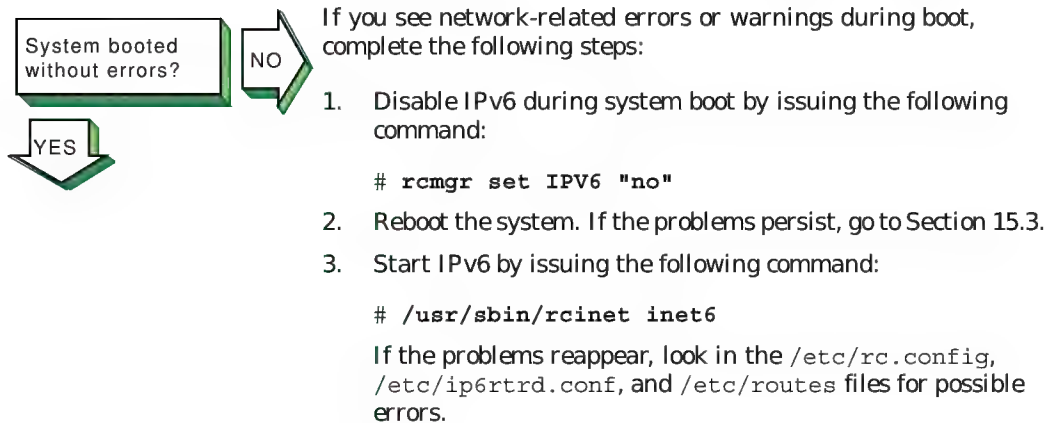 System booted
without errors?
NO
YES
If you see network-related errors or warnings during boot,
complete the following steps:
1. Disable IPv6 during system boot by issuing the following
command:
# rcmgr set IPV6 "no"
2. Reboot the system. If the problems persist, go to Section 15.3.
3. Start IPv6 by issuing the following command:
# /usr/sbin/rcinet inet6
If the problems reappear, look in the /etc/rc.config,
/etc/ip6rtrd.conf, and /etc/routes files for possible
errors.